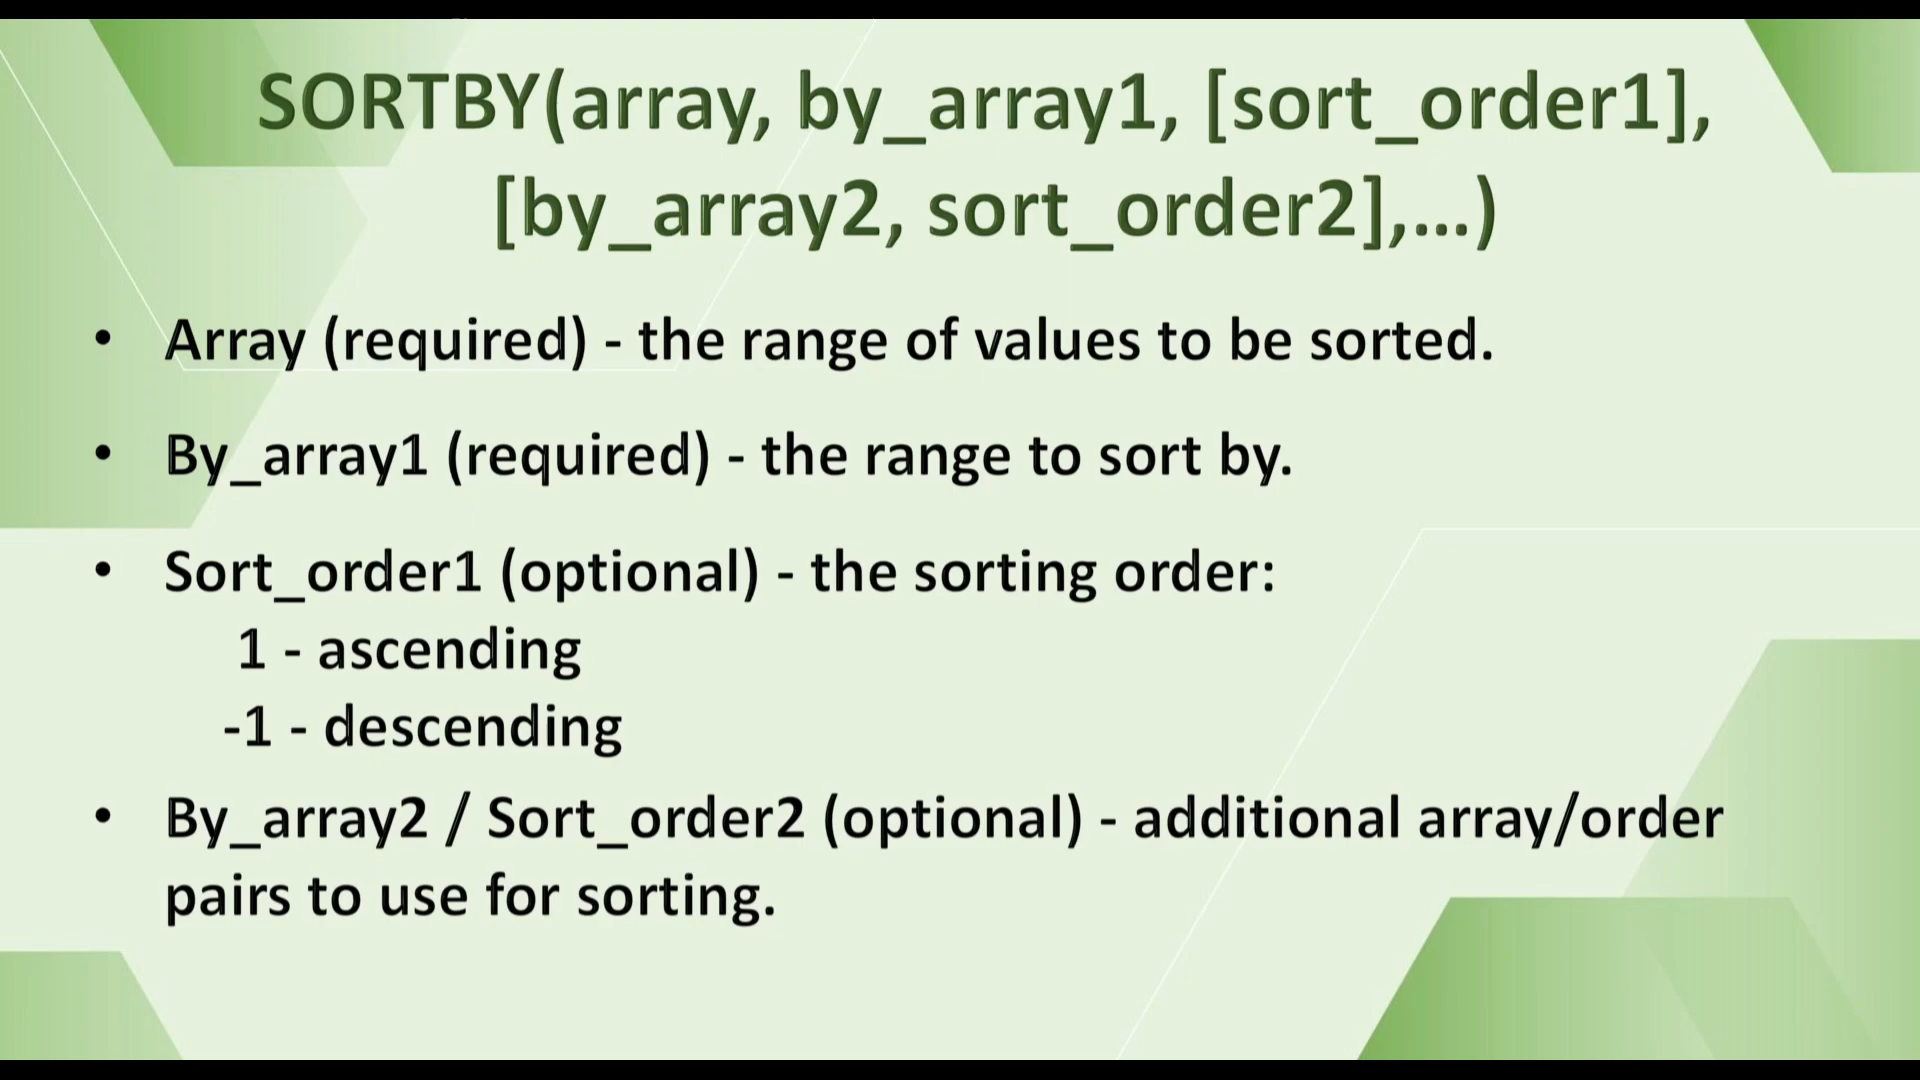 SORTBY(array, by_array1, [sort_order1],
[by_array2, sort_order2],...)
• Array (required) - the range of values to be sorted.
• By_array1 (required) - the range to sort by.
• Sort_order1 (optional) - the sorting order:
1 - ascending
-1 - descending
• By_array2 / Sort_order2 (optional) - additional array/order
pairs to use for sorting.